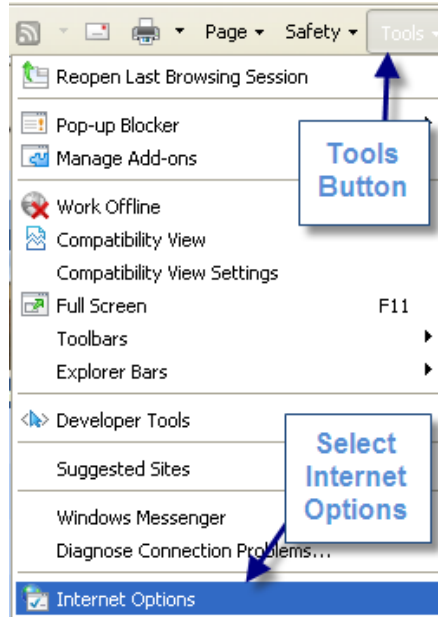 Page Safety Tools
Reopen Last Browsing Session
Pop-up Blocker
Manage Add-ons
Tools
Button
Work Offline
Compatibility View
Compatibility View Settings
Full Screen F11
Toolbars
Explorer Bars
Developer Tools
Suggested Sites
Select
Internet
Options
Windows Messenger
Diagnose Connection Problems...
Internet Options